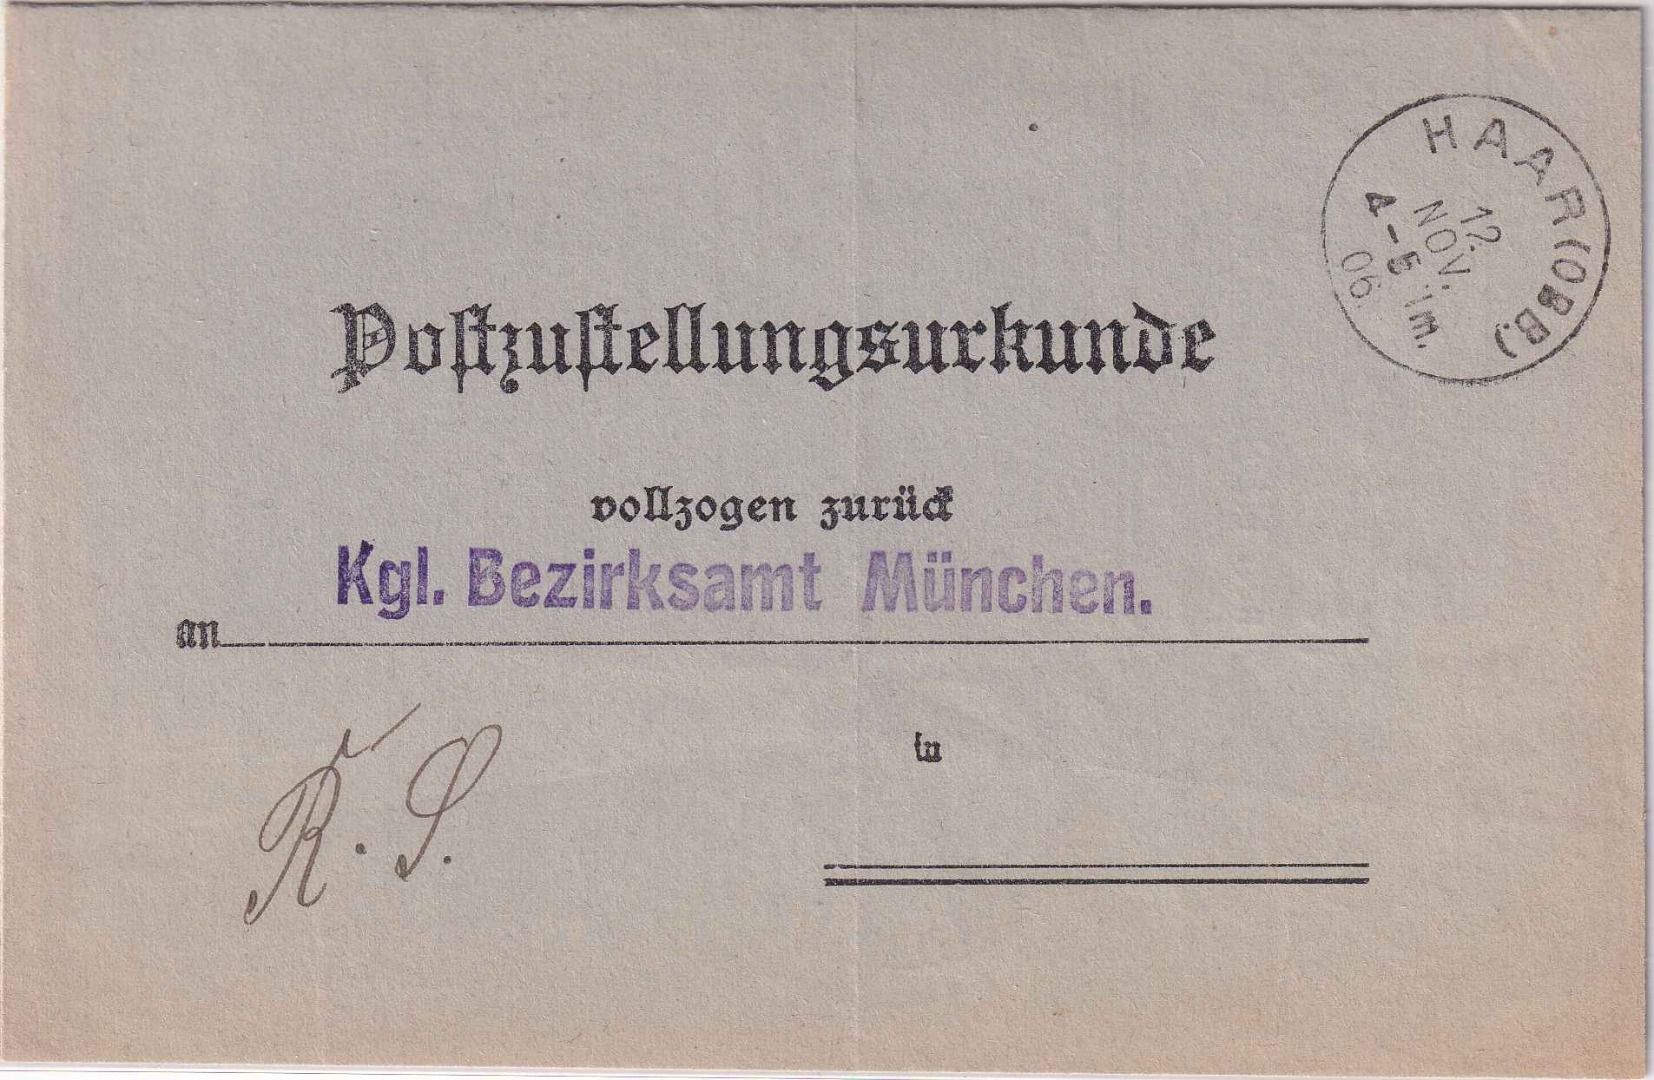 HAAR (OBB.)
12.
NOV.
4-5 Nm.
06.
Postzustellungsurkunde
vollzogen zurück
Kgl. Bezirksamt München.
an
in
R. S.